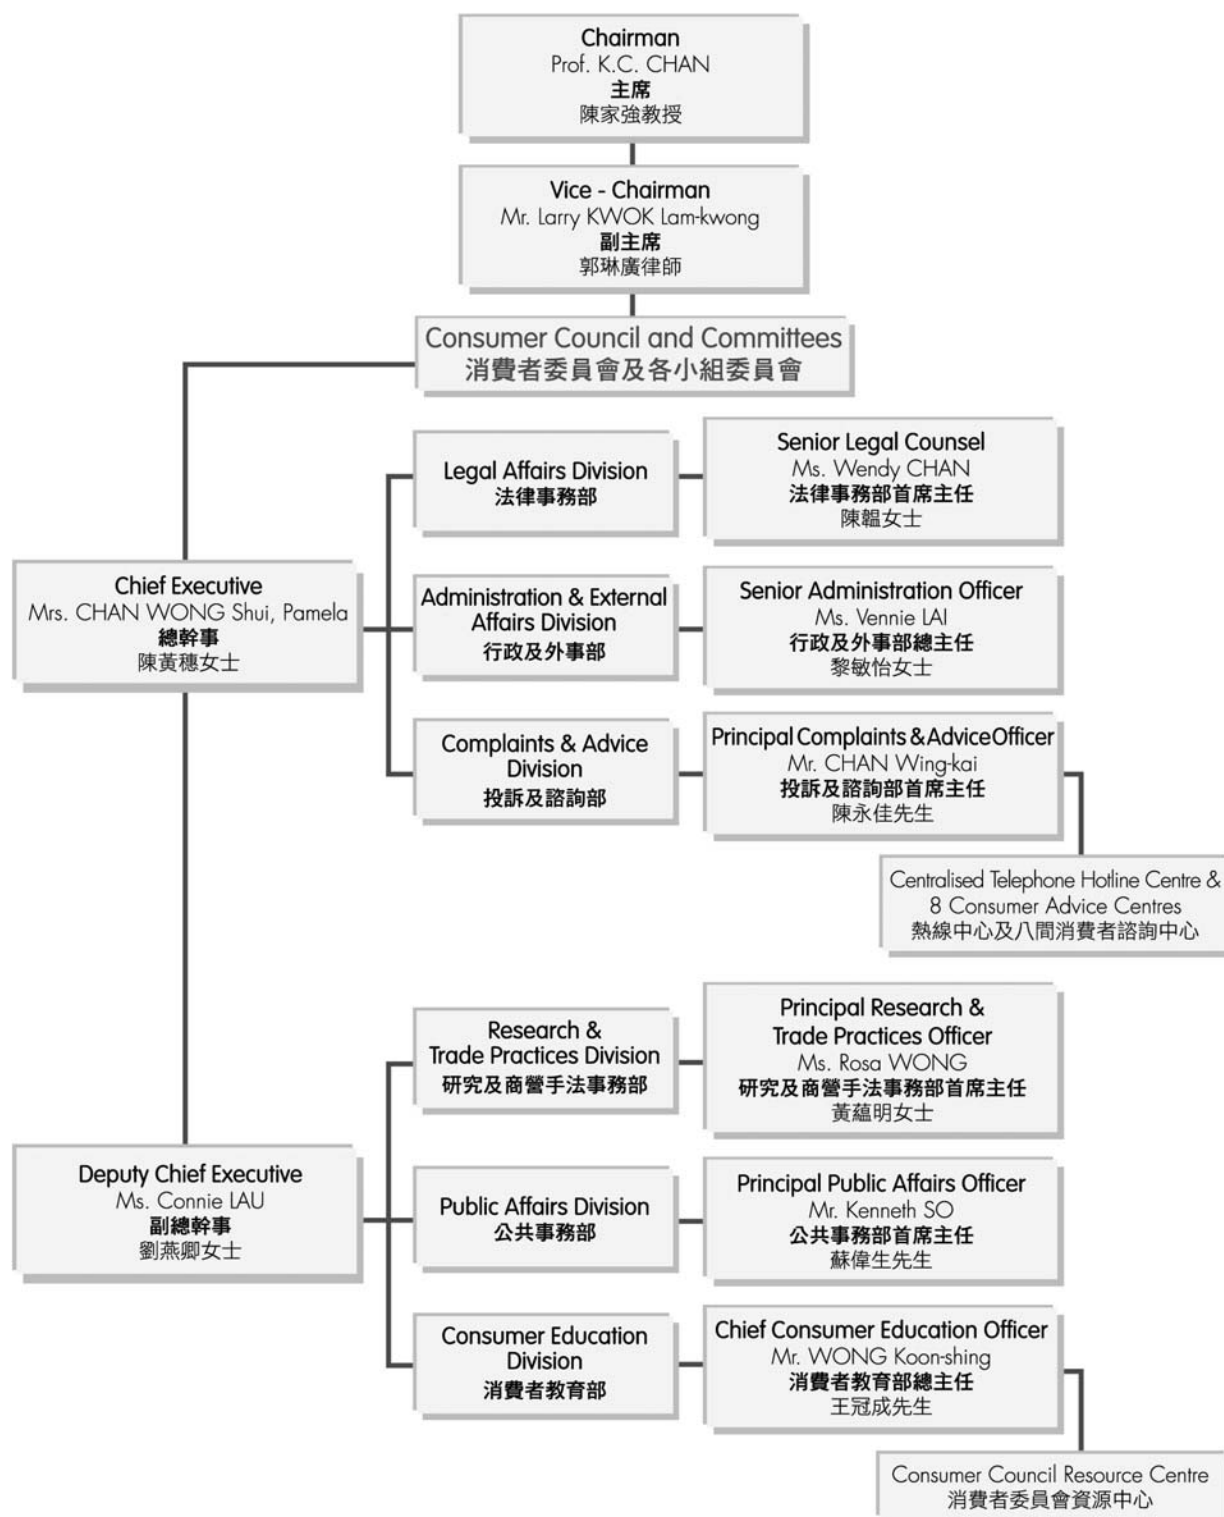 Chairman
Prof. K.C. CHAN
主席
陳家強教授
Vice - Chairman
Mr. Larry KWOK Lam-kwong
副主席
郭琳廣律師
Consumer Council and Committees
消費者委員會及各小組委員會
Legal Affairs Division
法律事務部
Senior Legal Counsel
Ms. Wendy CHAN
法律事務部首席主任
陳韞女士
Chief Executive
Mrs. CHAN WONG Shui, Pamela
總幹事
陳黃穗女士
Administration & External
Affairs Division
行政及外事部
Senior Administration Officer
Ms. Vennie LAI
行政及外事部總主任
黎敏怡女士
Complaints & Advice
Division
投訴及諮詢部
Principal Complaints & Advice Officer
Mr. CHAN Wing-kai
投訴及諮詢部首席主任
陳永佳先生
Centralised Telephone Hotline Centre &
8 Consumer Advice Centres
熱線中心及八間消費者諮詢中心
Research &
Trade Practices Division
研究及商營手法事務部
Principal Research &
Trade Practices Officer
Ms. Rosa WONG
研究及商營手法事務部首席主任
黃蘊明女士
Deputy Chief Executive
Ms. Connie LAU
副總幹事
劉燕卿女士
Public Affairs Division
公共事務部
Principal Public Affairs Officer
Mr. Kenneth SO
公共事務部首席主任
蘇偉生先生
Consumer Education
Division
消費者教育部
Chief Consumer Education Officer
Mr. WONG Koon-shing
消費者教育部總主任
王冠成先生
Consumer Council Resource Centre
消費者委員會資源中心